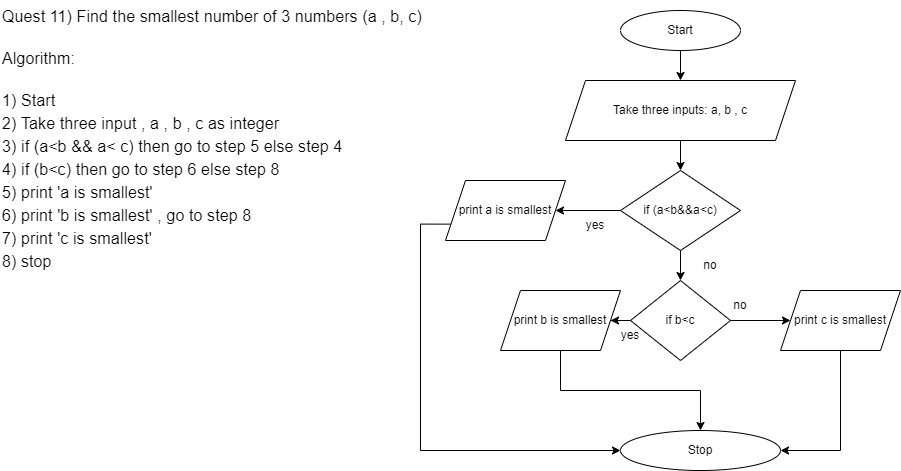 Quest 11) Find the smallest number of 3 numbers (a , b, c)
Algorithm:
1) Start
2) Take three input , a , b , c as integer
3) if (a<b && a< c) then go to step 5 else step 4
4) if (b<c) then go to step 6 else step 8
5) print 'a is smallest'
6) print 'b is smallest' , go to step 8
7) print 'c is smallest'
8) stop
Start
Take three inputs: a, b , c
if (a<b&&a<c)
yes
print a is smallest
no
if b<c
yes
print b is smallest
no
print c is smallest
Stop